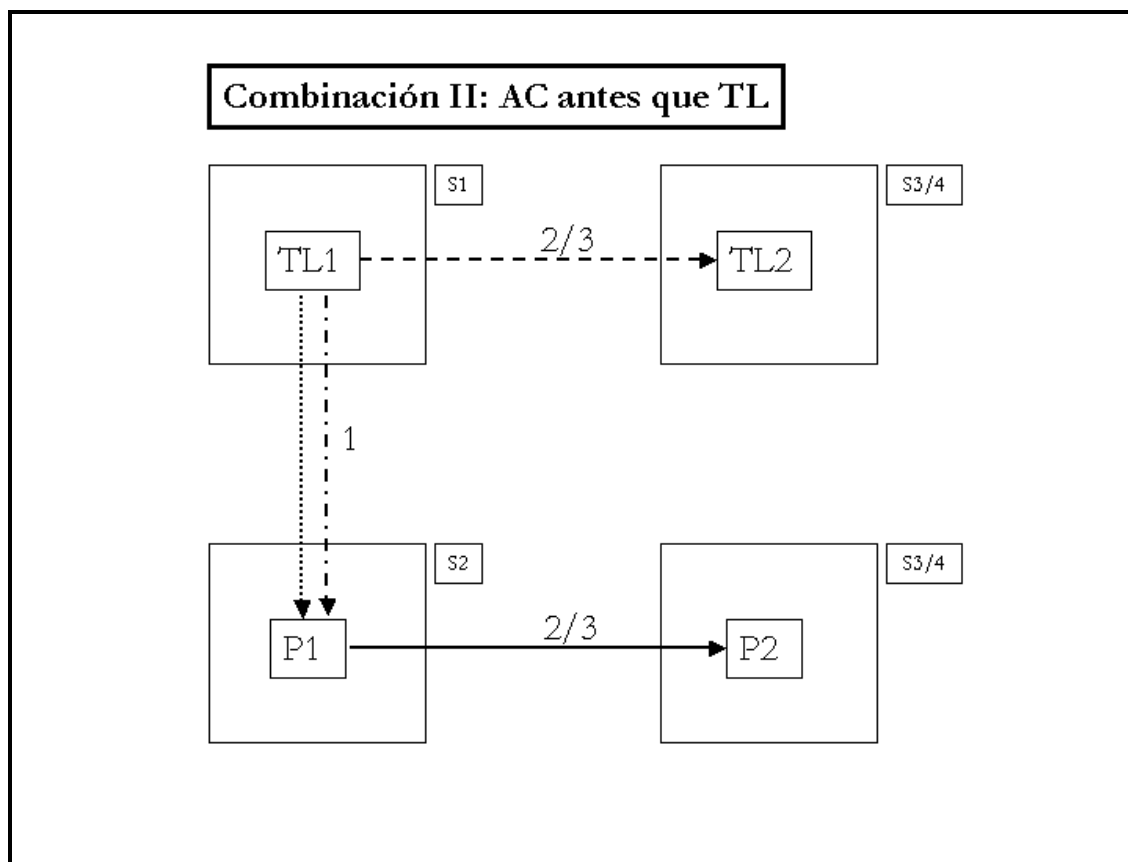 Combinación II: AC antes que TL
S1
S3/4
TL1
2/3
TL2
1
S2
S3/4
P1
2/3
P2